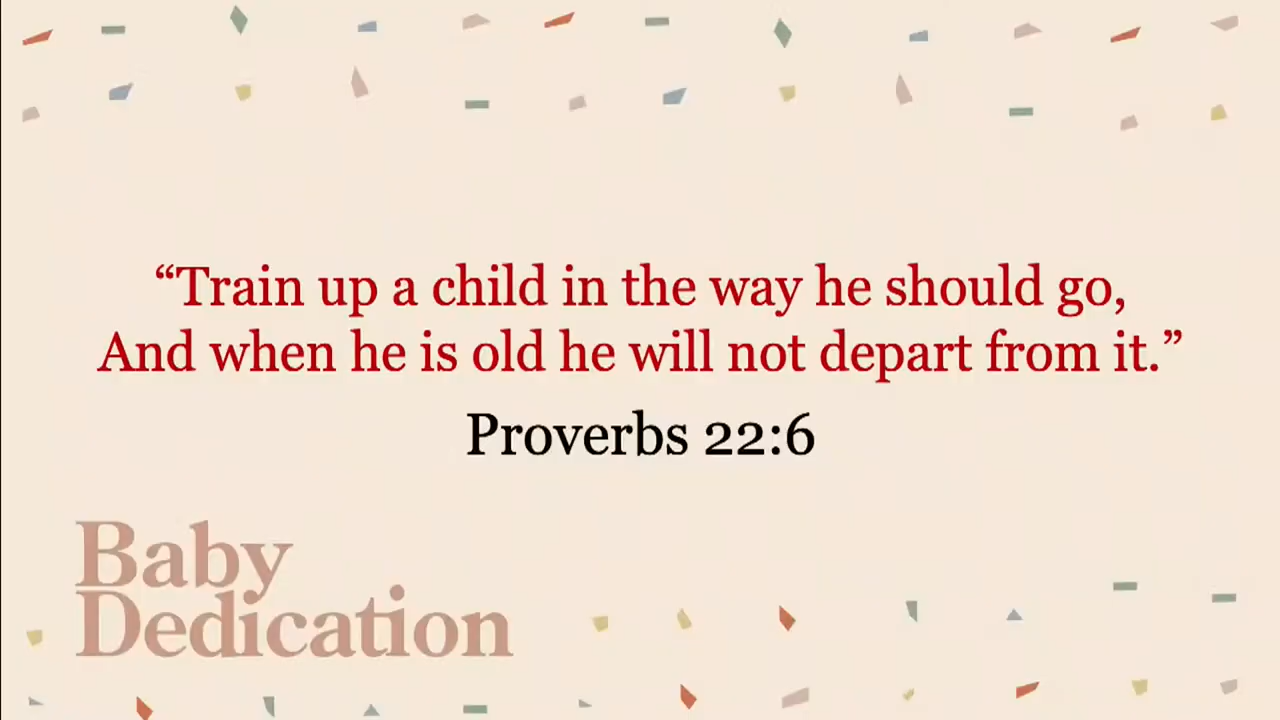 “Train up a child in the way he should go,
And when he is old he will not depart from it.”
Proverbs 22:6
Baby
Dedication